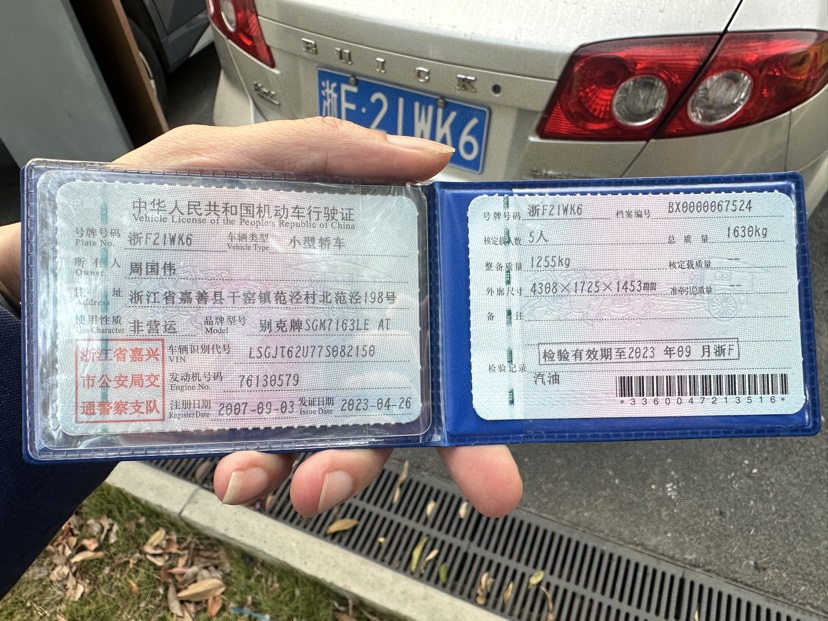 BUICK
浙F·21WK6
中华人民共和国机动车行驶证
Vehicle License of the People's Republic of China
号牌号码 浙F21WK6 车辆类型 小型轿车
Plate No. Vehicle Type
所有人 周国伟
Owner
住址 浙江省嘉善县干窑镇范泾村北范泾198号
Address
使用性质 非营运 品牌型号 别克牌SGM7163LE AT
Use Character Model
浙江省嘉兴
市公安局交
通警察支队
车辆识别代号 LSGJT62U77S082150
VIN
发动机号码 76130579
Engine No.
注册日期 2007-09-03 发证日期 2023-04-26
Register Date Issue Date
号牌号码 浙F21WK6 档案编号 BX0000067524
核定载人数 5人 总质量 1630kg
整备质量 1255kg 核定载质量 --
外廓尺寸 4308×1725×1453mm 准牵引总质量 --
备注
检验有效期至2023年09月浙F
检验记录
汽油
*3360047213516*